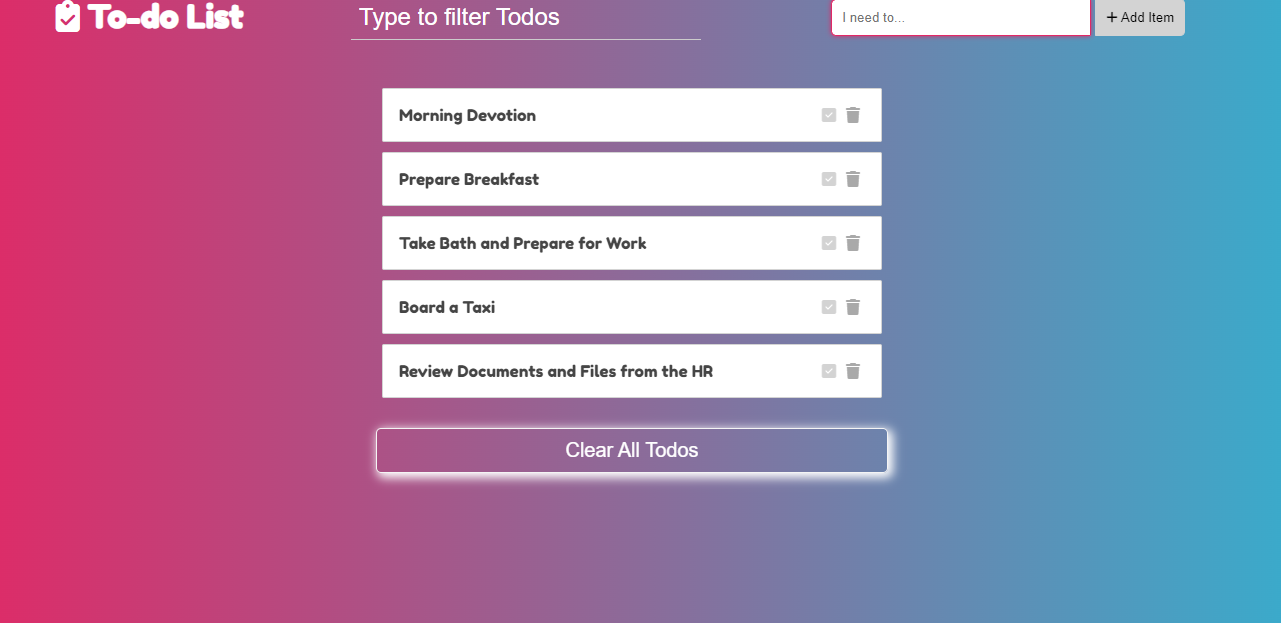 To-do List
Type to filter Todos
I need to...
+ Add Item
Morning Devotion
Prepare Breakfast
Take Bath and Prepare for Work
Board a Taxi
Review Documents and Files from the HR
Clear All Todos